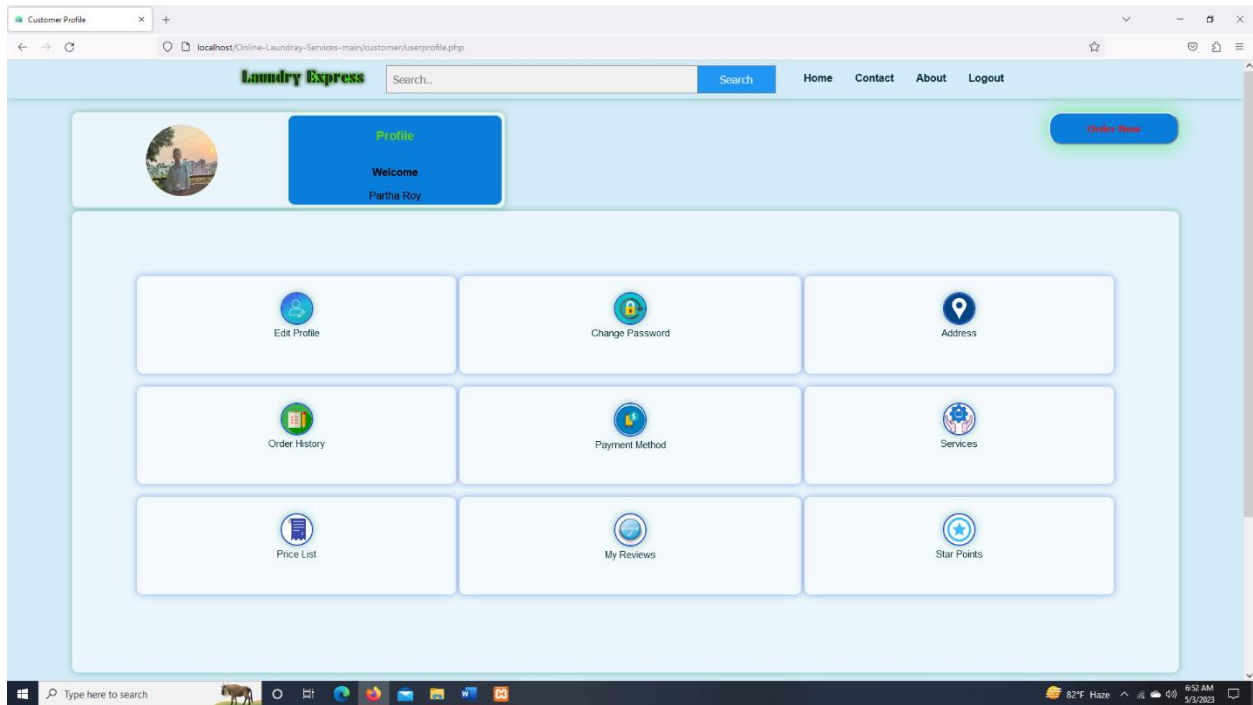 Customer Profile
localhost/Online-Laundray-Services-main/customer/userprofile.php
Laundry Express
Search..
Search
Home Contact About Logout
Profile
Welcome
Partha Roy
Order Now
Edit Profile
Change Password
Address
Order History
Payment Method
Services
Price List
My Reviews
Star Points
Type here to search
82°F Haze
6:52 AM
5/3/2023